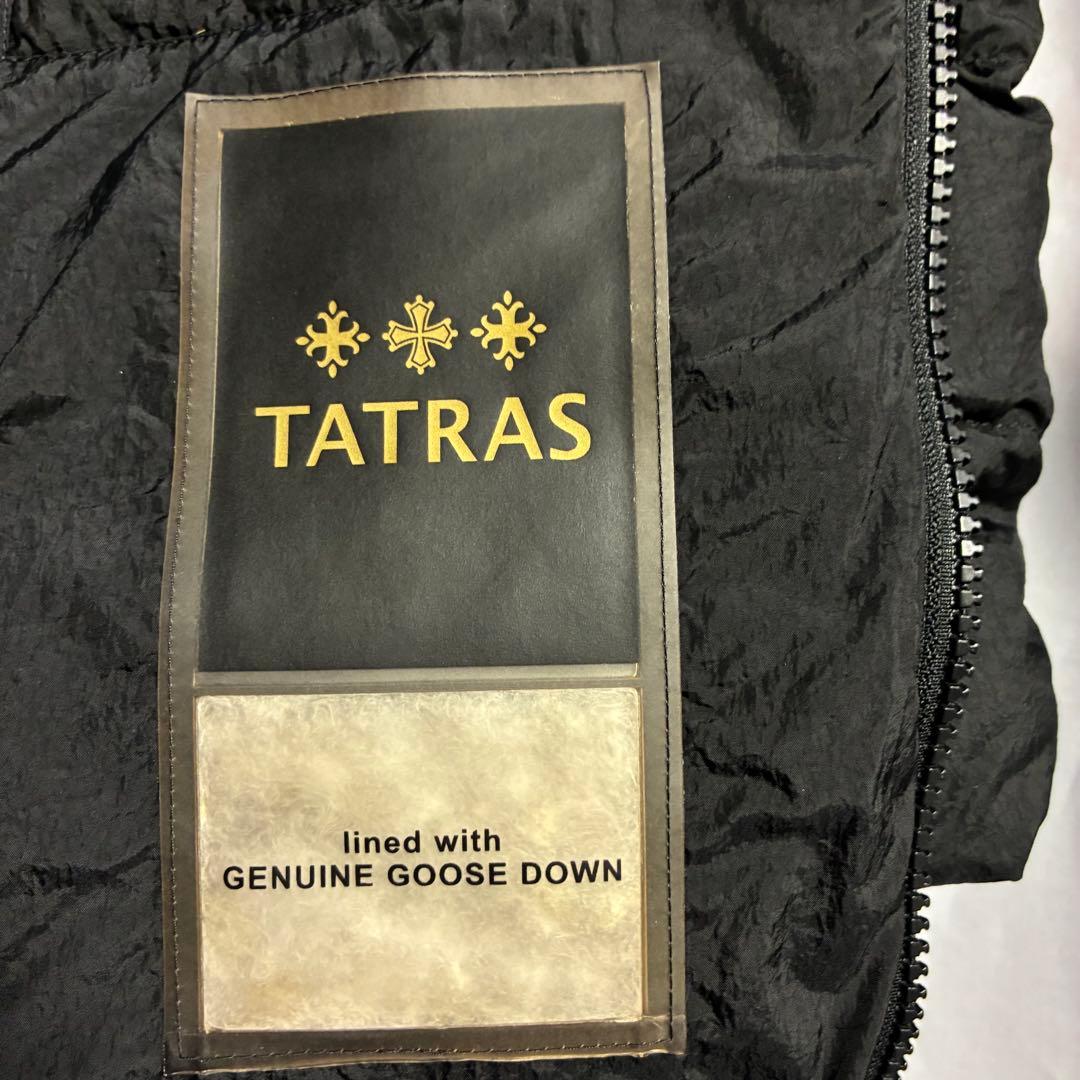 TATRAS
lined with
GENUINE GOOSE DOWN